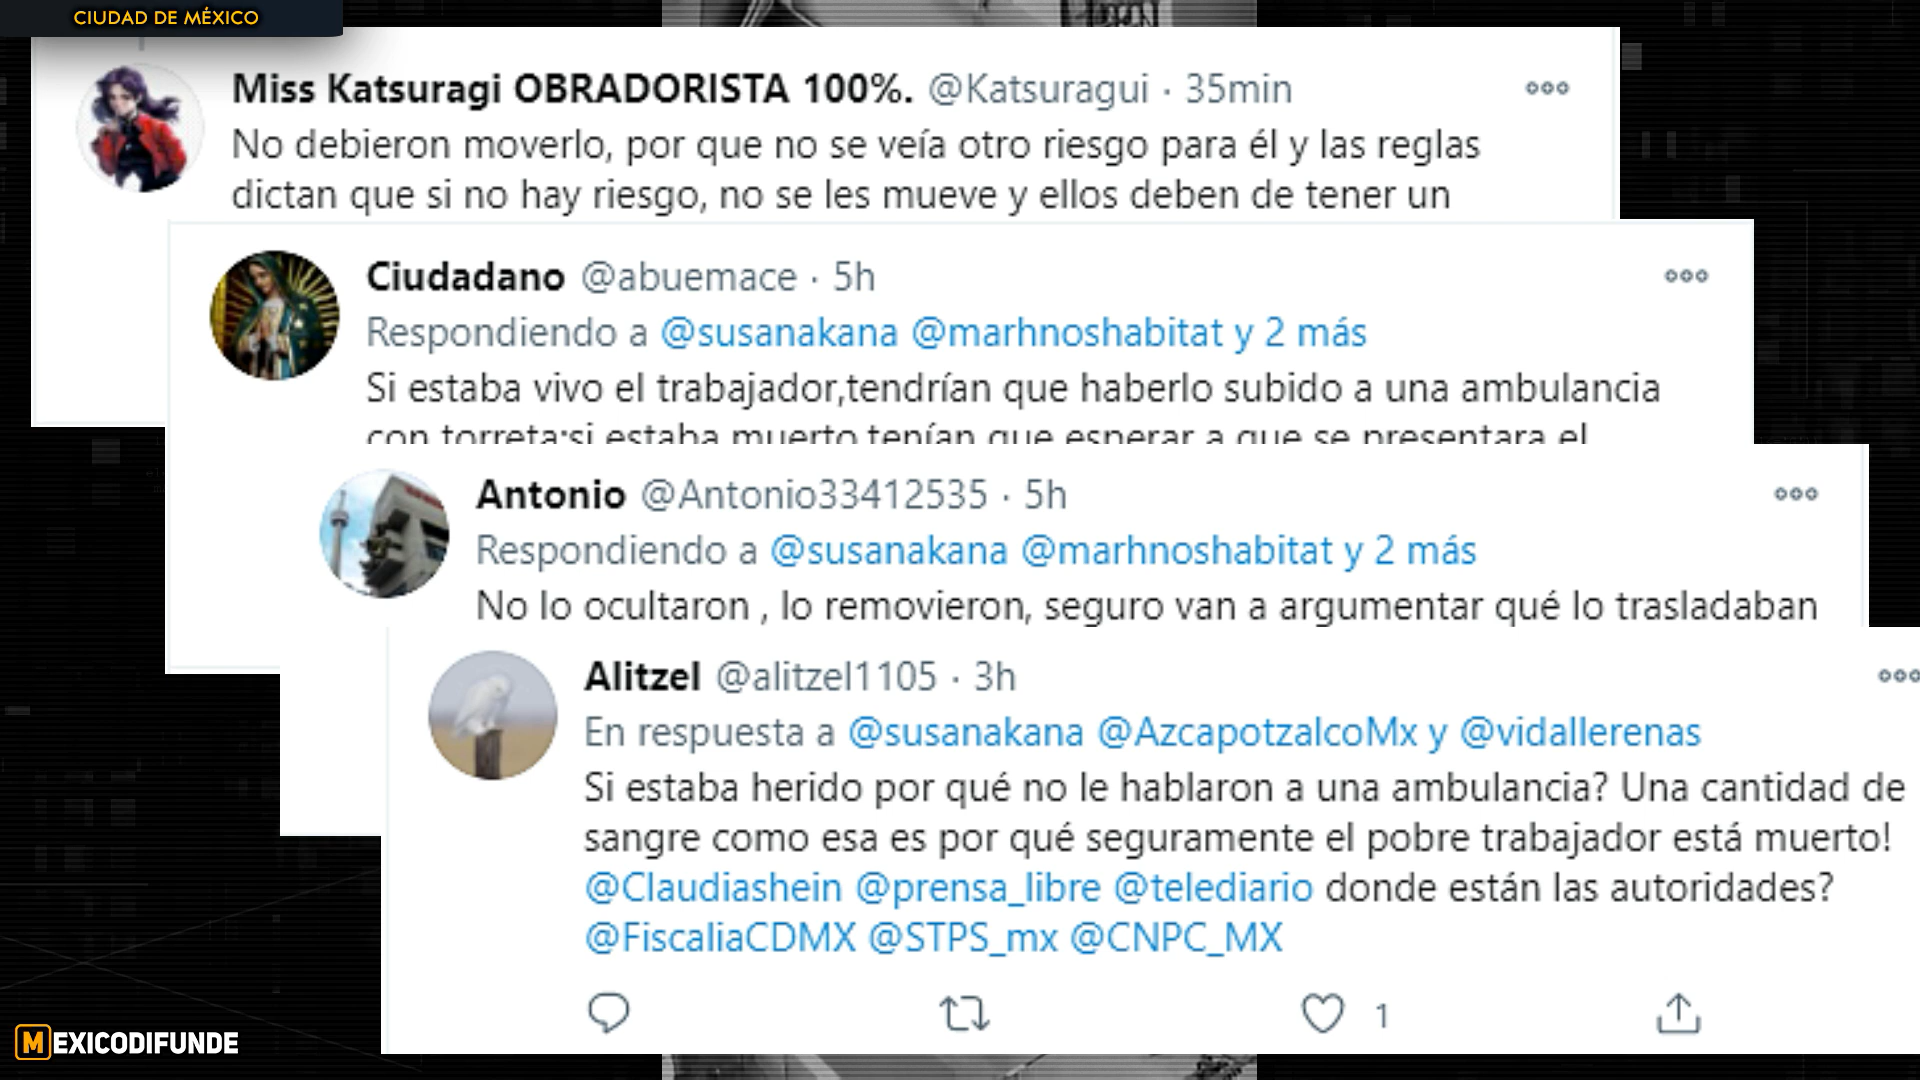 CIUDAD DE MÉXICO
Miss Katsuragi OBRADORISTA 100%. @Katsuragui · 35min
No debieron moverlo, por que no se veía otro riesgo para él y las reglas
dictan que si no hay riesgo, no se les mueve y ellos deben de tener un
Ciudadano @abuemace · 5h
Respondiendo a @susanakana @marhnoshabitat y 2 más
Si estaba vivo el trabajador,tendrían que haberlo subido a una ambulancia
con torreta;si estaba muerto,tenían que esperar a que se presentara el
Antonio @Antonio33412535 · 5h
Respondiendo a @susanakana @marhnoshabitat y 2 más
No lo ocultaron , lo removieron, seguro van a argumentar qué lo trasladaban
Alitzel @alitzel1105 · 3h
En respuesta a @susanakana @AzcapotzalcoMx y @vidallerenas
Si estaba herido por qué no le hablaron a una ambulancia? Una cantidad de
sangre como esa es por qué seguramente el pobre trabajador está muerto!
@Claudiashein @prensa_libre @telediario donde están las autoridades?
@FiscaliaCDMX @STPS_mx @CNPC_MX
1
MEXICODIFUNDE